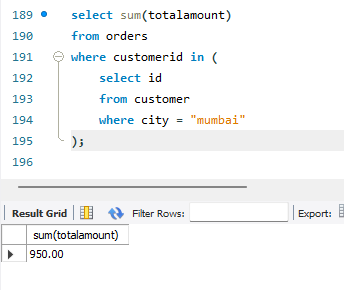 189 select sum(totalamount)
190 from orders
191 where customerid in (
192 select id
193 from customer
194 where city = "mumbai"
195 );
196
Result Grid Filter Rows: Export:
sum(totalamount)
950.00